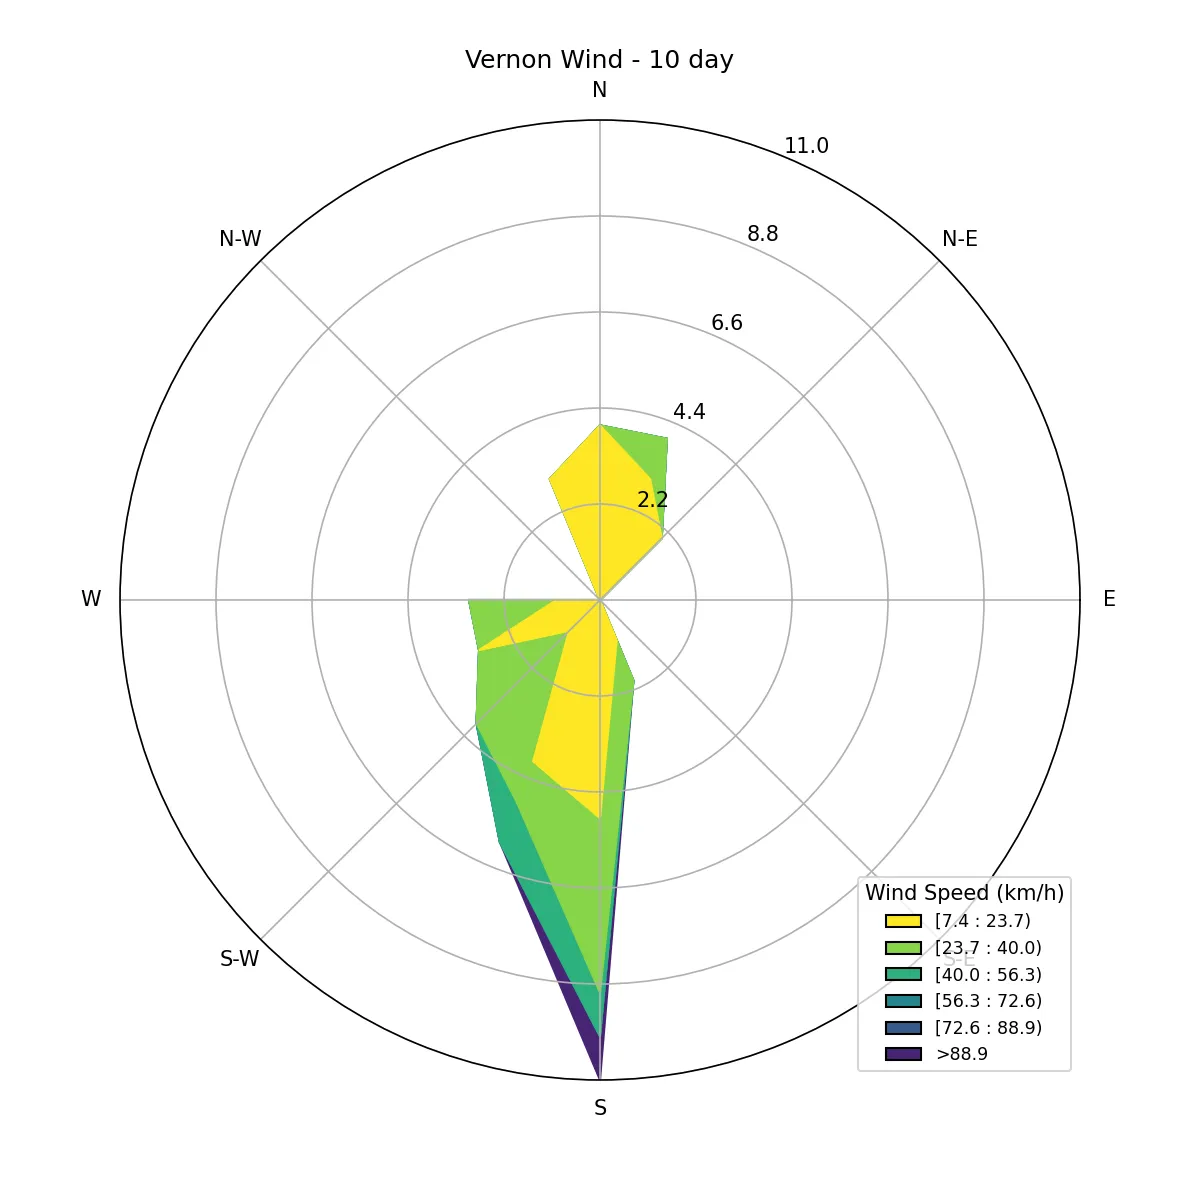 Vernon Wind - 10 day
N
11.0
N-W
N-E
8.8
6.6
4.4
2.2
W
E
S-W
S-E
S
Wind Speed (km/h)
[7.4 : 23.7)
[23.7 : 40.0)
[40.0 : 56.3)
[56.3 : 72.6)
[72.6 : 88.9)
>88.9